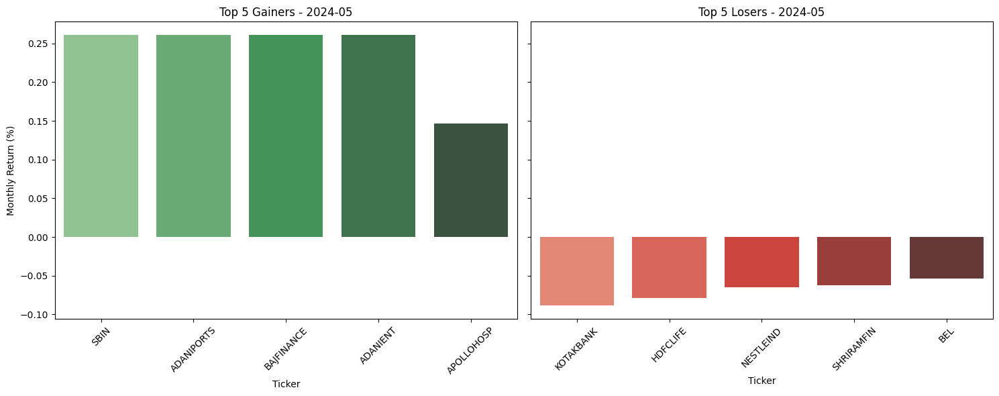 Top 5 Gainers - 2024-05
Monthly Return (%)
0.25
0.20
0.15
0.10
0.05
0.00
−0.05
−0.10
SBIN
ADANIPORTS
BAJFINANCE
ADANIENT
APOLLOHOSP
Ticker
Top 5 Losers - 2024-05
KOTAKBANK
HDFCLIFE
NESTLEIND
SHRIRAMFIN
BEL
Ticker